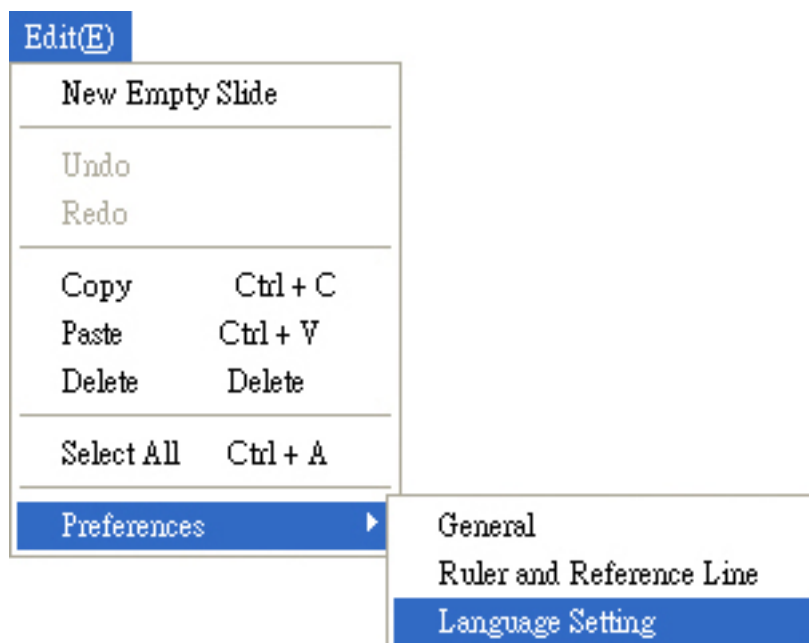 Edit(E)
New Empty Slide
Undo
Redo
Copy Ctrl + C
Paste Ctrl + V
Delete Delete
Select All Ctrl + A
Preferences
General
Ruler and Reference Line
Language Setting